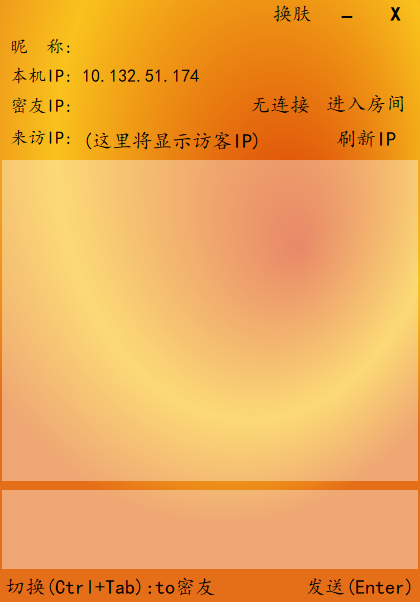 换肤 — X
昵 称:
本机IP: 10.132.51.174
密友IP: 无连接 进入房间
来访IP: (这里将显示访客IP) 刷新IP
切换(Ctrl+Tab):to密友 发送(Enter)